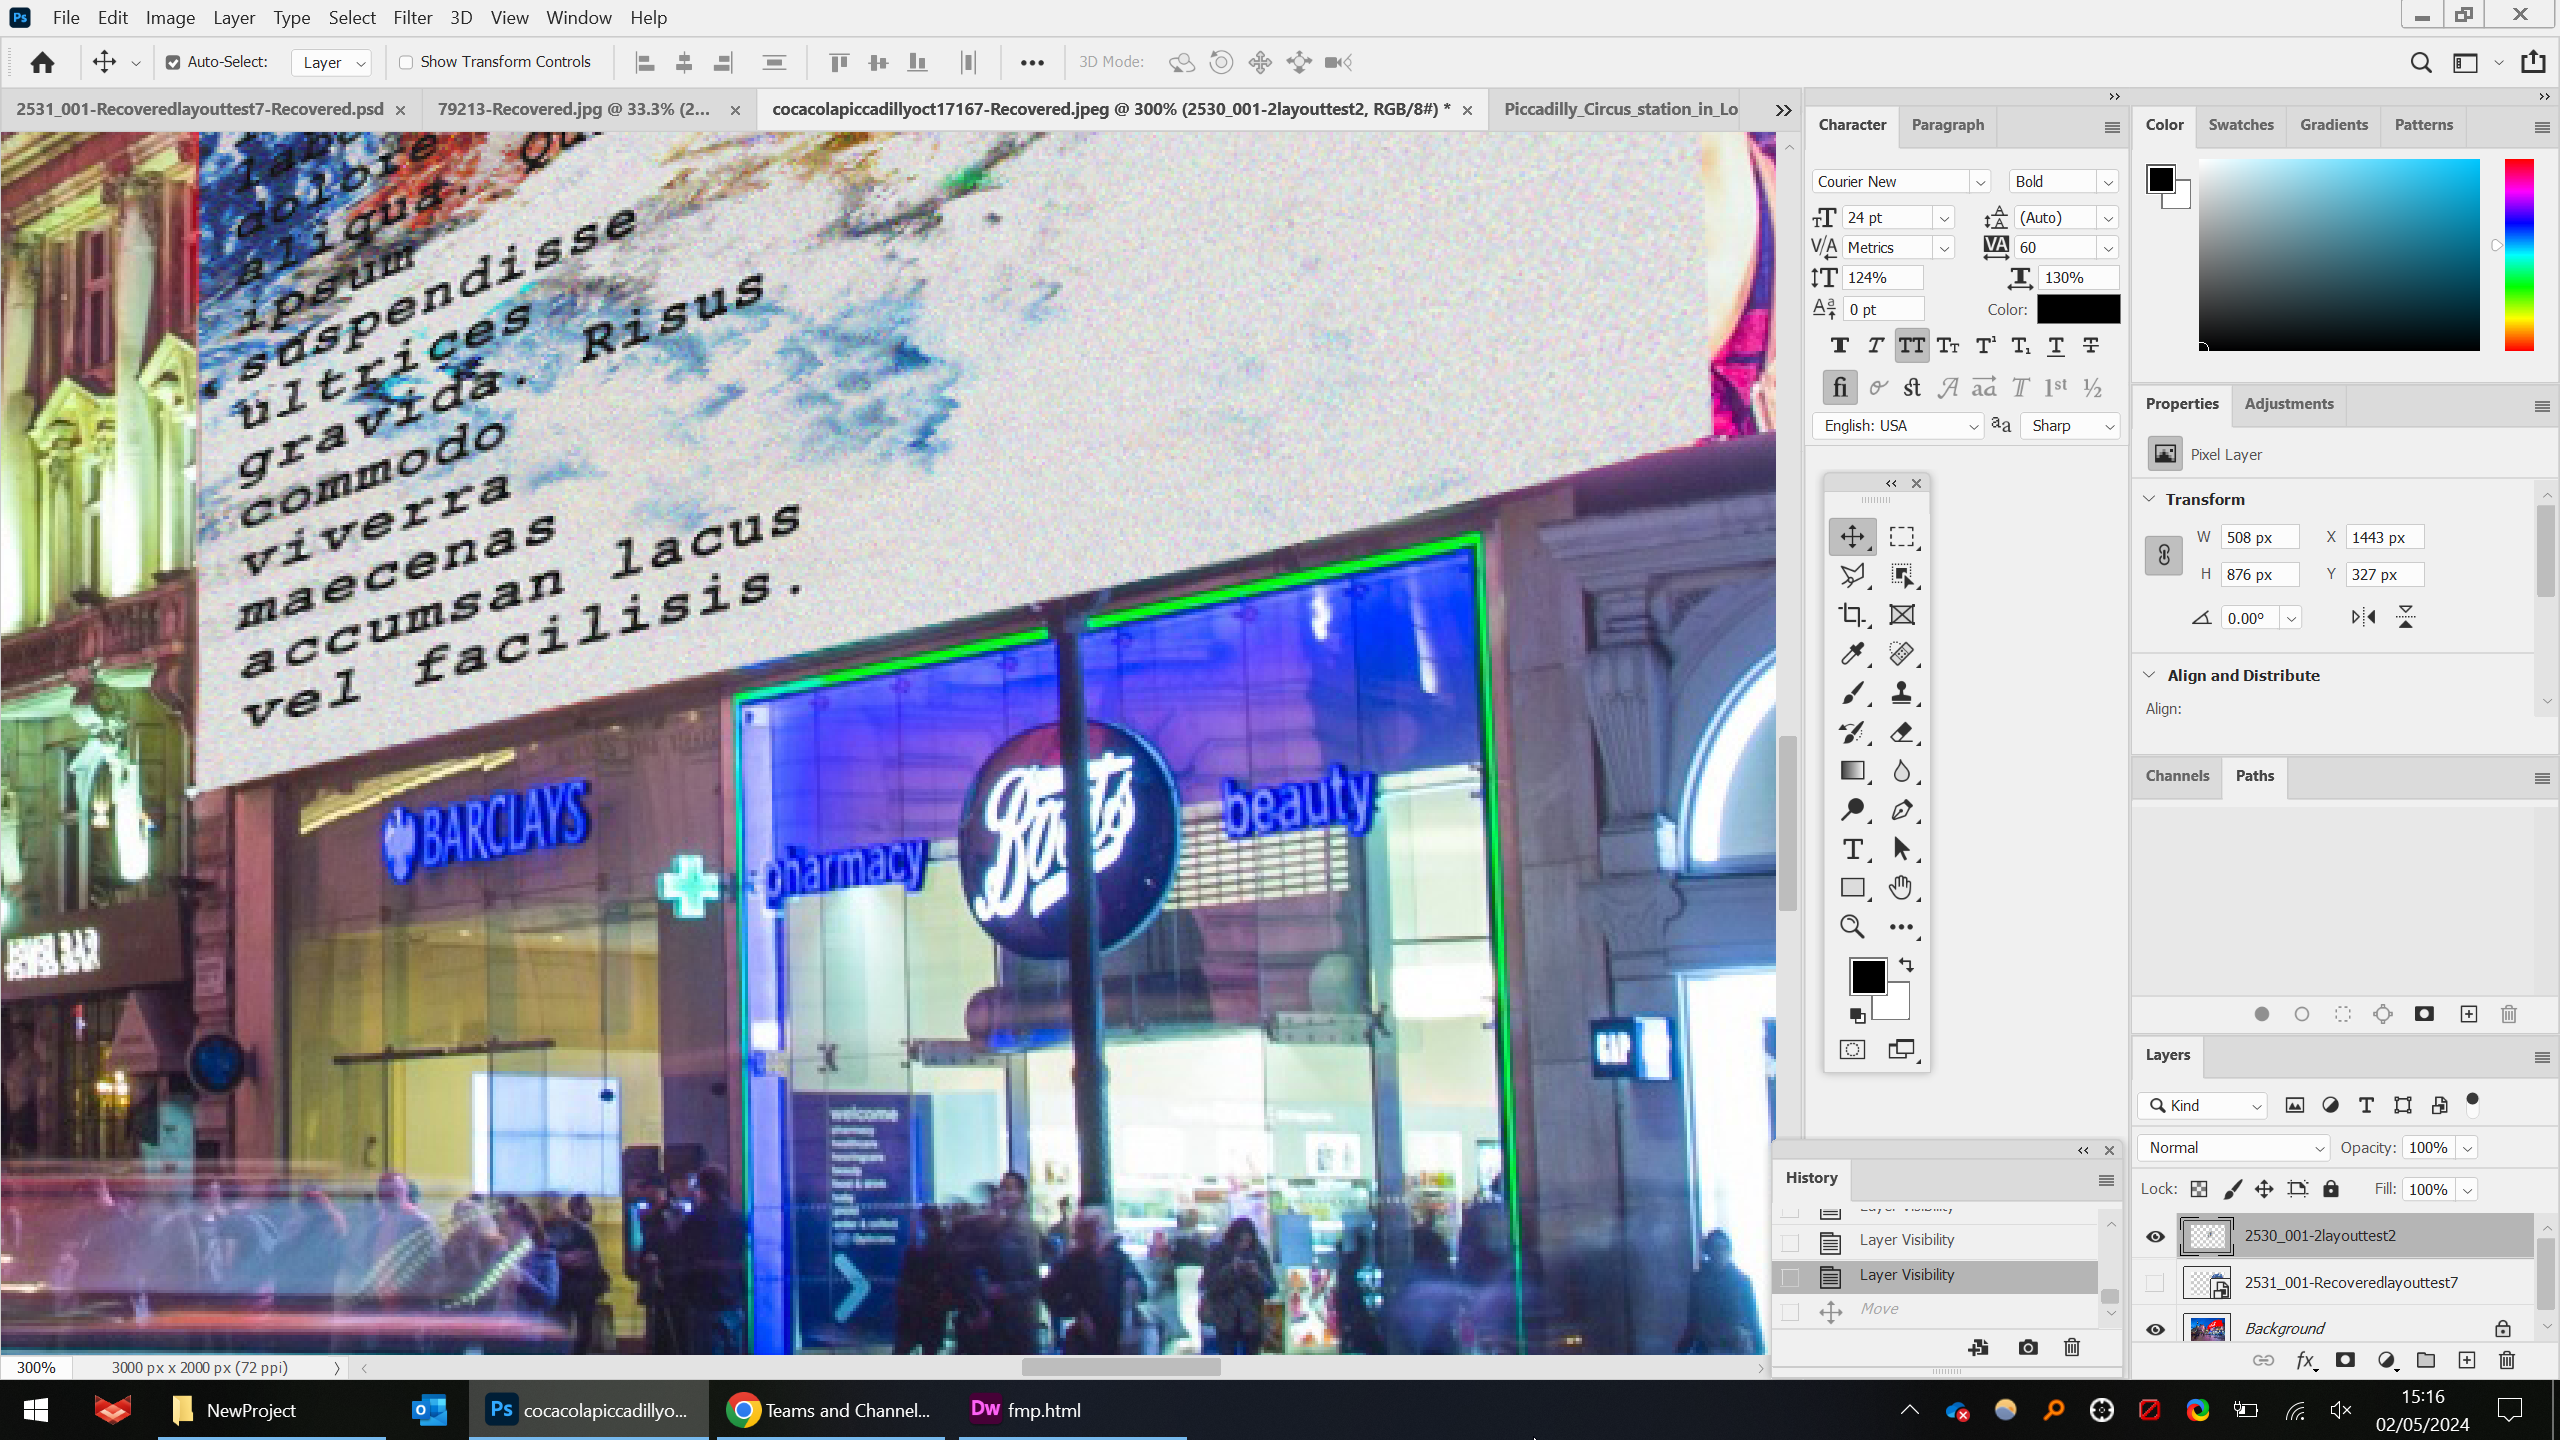 File Edit Image Layer Type Select Filter 3D View Window Help
Auto-Select: Layer Show Transform Controls 3D Mode:
2531_001-Recoveredlayouttest7-Recovered.psd
79213-Recovered.jpg @ 33.3% (2...
cocacolapiccadillyoct17167-Recovered.jpeg @ 300% (2530_001-2layouttest2, RGB/8#) *
Piccadilly_Circus_station_in_Lo
dolore
aliqua. Qu
ipsum
suspendisse
ultrices
gravida. Risus
commodo
viverra
maecenas
accumsan lacus
vel facilisis.
BARCLAYS
pharmacy
Boots
beauty
welcome
GAP
Character Paragraph
Courier New Bold
24 pt (Auto)
Metrics 60
124% 130%
0 pt Color:
English: USA Sharp
Color Swatches Gradients Patterns
Properties Adjustments
Pixel Layer
Transform
W 508 px X 1443 px
H 876 px Y 327 px
0.00°
Align and Distribute
Align:
Channels Paths
Layers
Kind
Normal Opacity: 100%
Lock: Fill: 100%
2530_001-2layouttest2
2531_001-Recoveredlayouttest7
Background
History
Layer Visibility
Layer Visibility
Layer Visibility
Move
300% 3000 px x 2000 px (72 ppi)
NewProject
Ps cocacolapiccadillyo...
Teams and Channel...
Dw fmp.html
15:16
02/05/2024